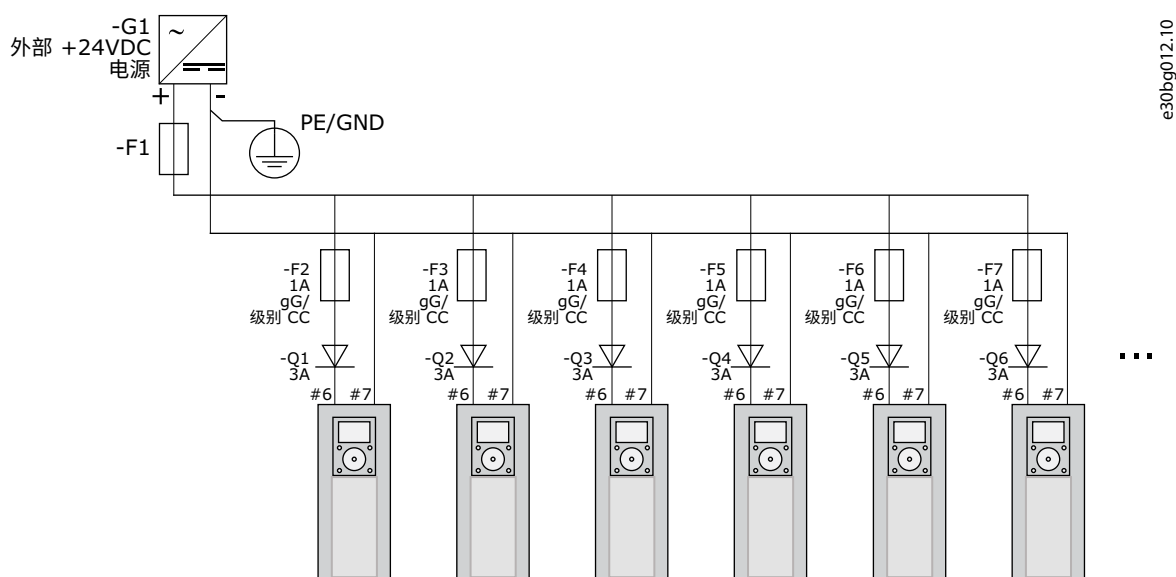 -G1
外部 +24VDC
电源
+ -
-F1
PE/GND
e30bg012.10
-F2
1A
gG/
级别 CC
-F3
1A
gG/
级别 CC
-F4
1A
gG/
级别 CC
-F5
1A
gG/
级别 CC
-F6
1A
gG/
级别 CC
-F7
1A
gG/
级别 CC
-Q1
3A
-Q2
3A
-Q3
3A
-Q4
3A
-Q5
3A
-Q6
3A
...
#6 #7
#6 #7
#6 #7
#6 #7
#6 #7
#6 #7